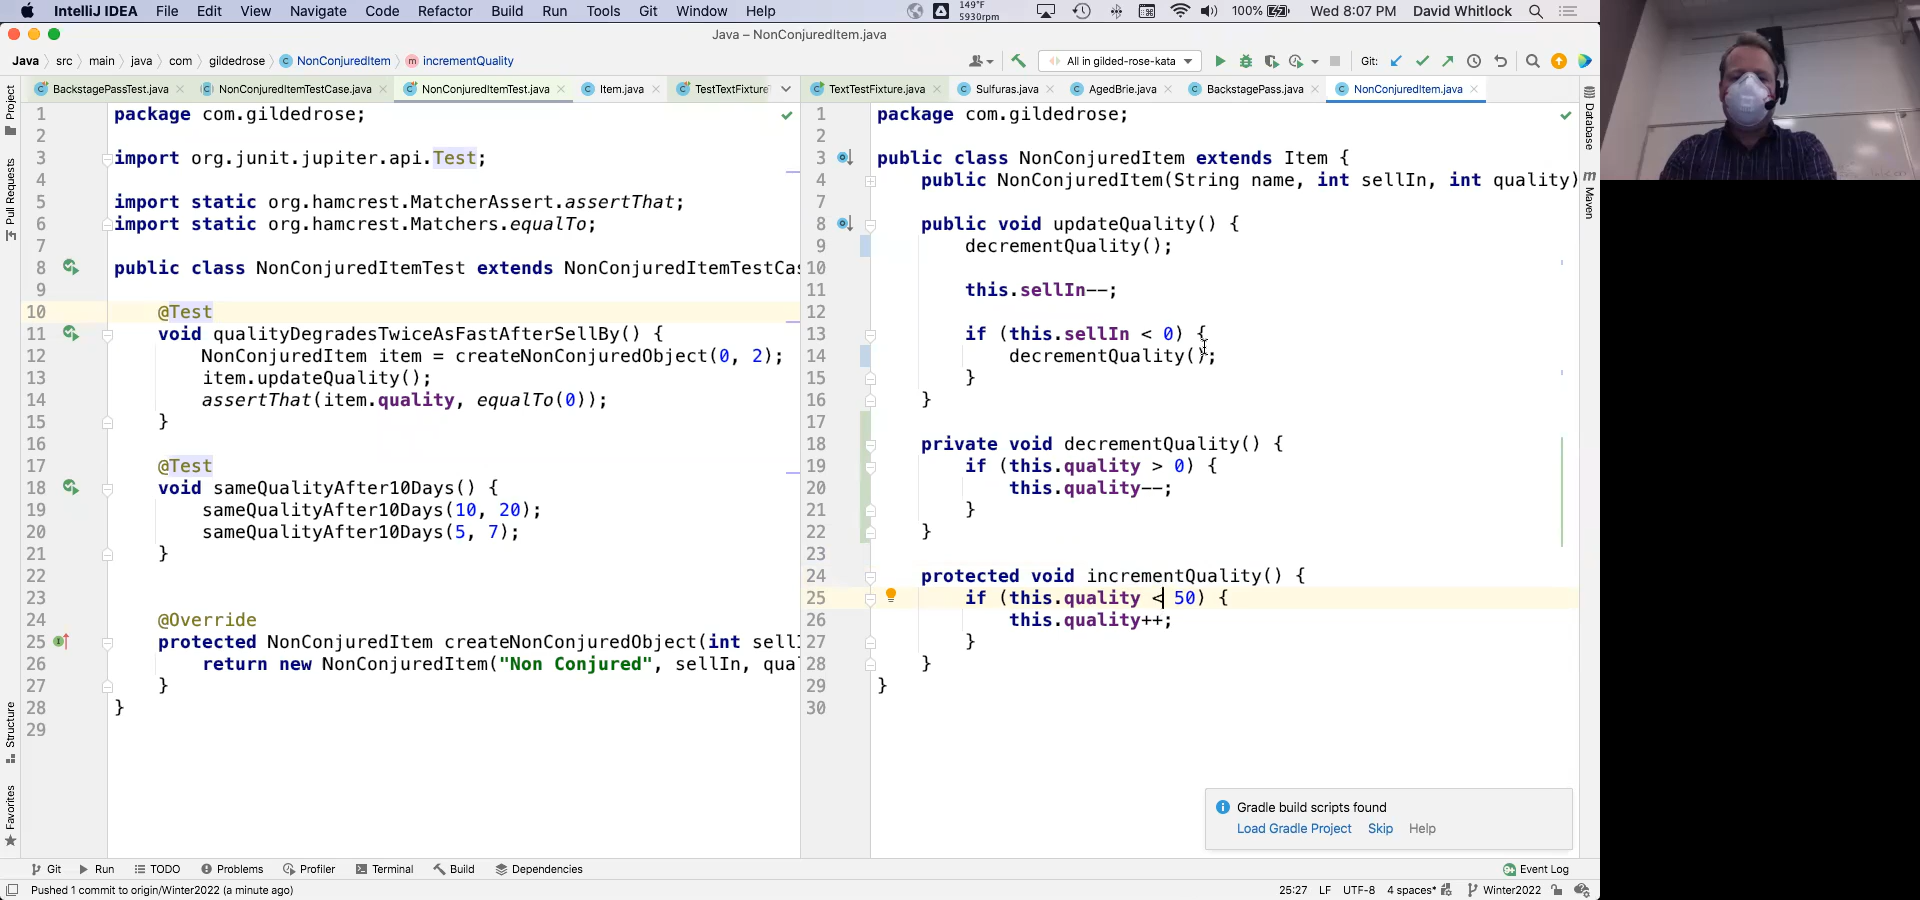 IntelliJ IDEA File Edit View Navigate Code Refactor Build Run Tools Git Window Help 149°F 5930rpm 100% Wed 8:07 PM David Whitlock
Java – NonConjuredItem.java
Java src main java com gildedrose NonConjuredItem incrementQuality All in gilded-rose-kata Git:
BackstagePassTest.java NonConjuredItemTestCase.java NonConjuredItemTest.java Item.java TestTextFixture
TextTestFixture.java Sulfuras.java AgedBrie.java BackstagePass.java NonConjuredItem.java
Project
Pull Requests
Structure
Favorites
1 package com.gildedrose;
2
3 import org.junit.jupiter.api.Test;
4
5 import static org.hamcrest.MatcherAssert.assertThat;
6 import static org.hamcrest.Matchers.equalTo;
7
8 public class NonConjuredItemTest extends NonConjuredItemTestCas
9
10 @Test
11 void qualityDegradesTwiceAsFastAfterSellBy() {
12 NonConjuredItem item = createNonConjuredObject(0, 2);
13 item.updateQuality();
14 assertThat(item.quality, equalTo(0));
15 }
16
17 @Test
18 void sameQualityAfter10Days() {
19 sameQualityAfter10Days(10, 20);
20 sameQualityAfter10Days(5, 7);
21 }
22
23
24 @Override
25 protected NonConjuredItem createNonConjuredObject(int sellI
26 return new NonConjuredItem("Non Conjured", sellIn, qua
27 }
28 }
29
1 package com.gildedrose;
2
3 public class NonConjuredItem extends Item {
4 public NonConjuredItem(String name, int sellIn, int quality)
7
8 public void updateQuality() {
9 decrementQuality();
10
11 this.sellIn--;
12
13 if (this.sellIn < 0) {
14 decrementQuality();
15 }
16 }
17
18 private void decrementQuality() {
19 if (this.quality > 0) {
20 this.quality--;
21 }
22 }
23
24 protected void incrementQuality() {
25 if (this.quality < 50) {
26 this.quality++;
27 }
28 }
29 }
30
Database
Maven
Gradle build scripts found
Load Gradle Project Skip Help
Git Run TODO Problems Profiler Terminal Build Dependencies 9+ Event Log
Pushed 1 commit to origin/Winter2022 (a minute ago) 25:27 LF UTF-8 4 spaces* Winter2022